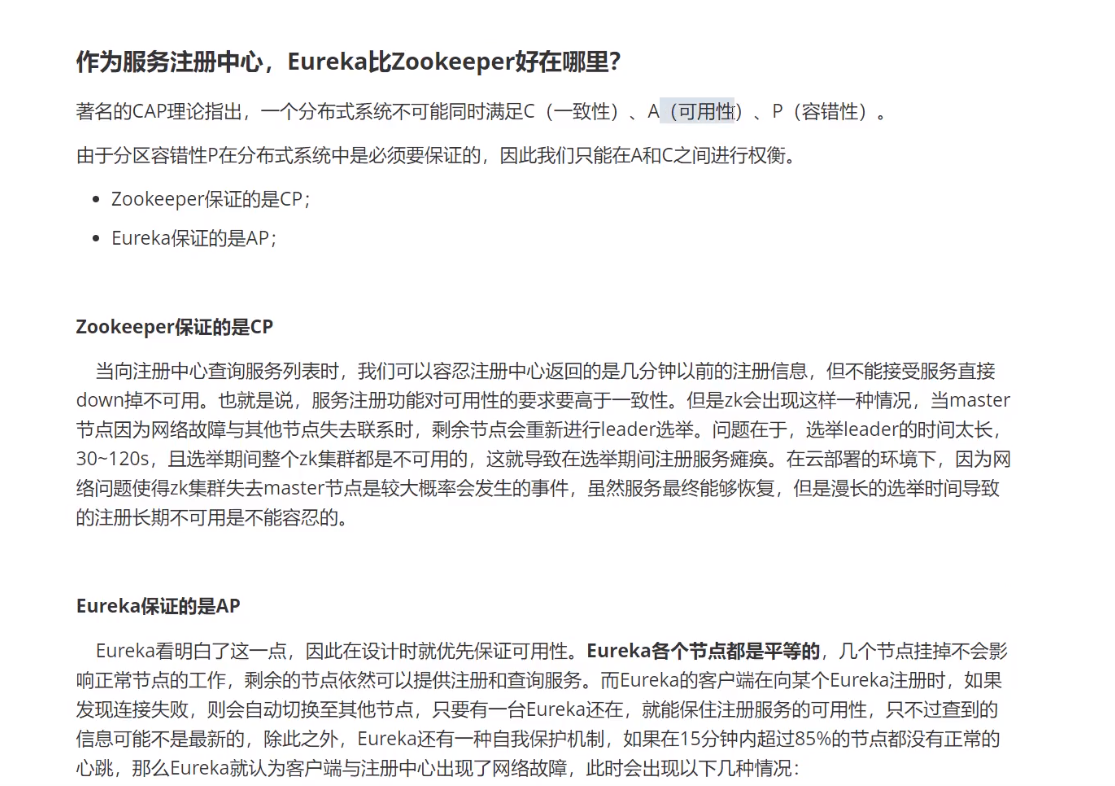 作为服务注册中心，Eureka比Zookeeper好在哪里？
著名的CAP理论指出，一个分布式系统不可能同时满足C（一致性）、A（可用性）、P（容错性）。
由于分区容错性P在分布式系统中是必须要保证的，因此我们只能在A和C之间进行权衡。
• Zookeeper保证的是CP；
• Eureka保证的是AP；
Zookeeper保证的是CP
当向注册中心查询服务列表时，我们可以容忍注册中心返回的是几分钟以前的注册信息，但不能接受服务直接
down掉不可用。也就是说，服务注册功能对可用性的要求要高于一致性。但是zk会出现这样一种情况，当master
节点因为网络故障与其他节点失去联系时，剩余节点会重新进行leader选举。问题在于，选举leader的时间太长，
30~120s，且选举期间整个zk集群都是不可用的，这就导致在选举期间注册服务瘫痪。在云部署的环境下，因为网
络问题使得zk集群失去master节点是较大概率会发生的事件，虽然服务最终能够恢复，但是漫长的选举时间导致
的注册长期不可用是不能容忍的。
Eureka保证的是AP
Eureka看明白了这一点，因此在设计时就优先保证可用性。Eureka各个节点都是平等的，几个节点挂掉不会影
响正常节点的工作，剩余的节点依然可以提供注册和查询服务。而Eureka的客户端在向某个Eureka注册时，如果
发现连接失败，则会自动切换至其他节点，只要有一台Eureka还在，就能保住注册服务的可用性，只不过查到的
信息可能不是最新的，除此之外，Eureka还有一种自我保护机制，如果在15分钟内超过85%的节点都没有正常的
心跳，那么Eureka就认为客户端与注册中心出现了网络故障，此时会出现以下几种情况：